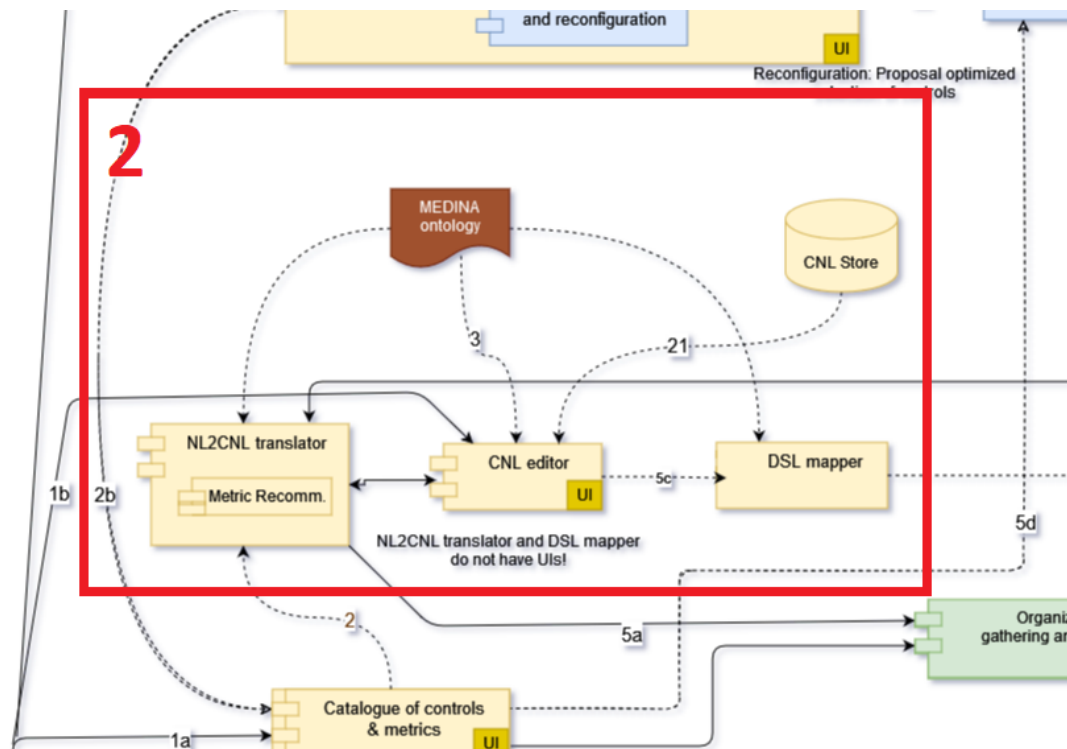 and reconfiguration
UI
Reconfiguration: Proposal optimized
2
MEDINA
ontology
CNL Store
3
21
NL2CNL translator
CNL editor
DSL mapper
Metric Recomm.
1b
2b
UI
5c
5d
NL2CNL translator and DSL mapper
do not have UIs!
2
5a
Organiz
gathering an
Catalogue of controls
& metrics
1a
UI